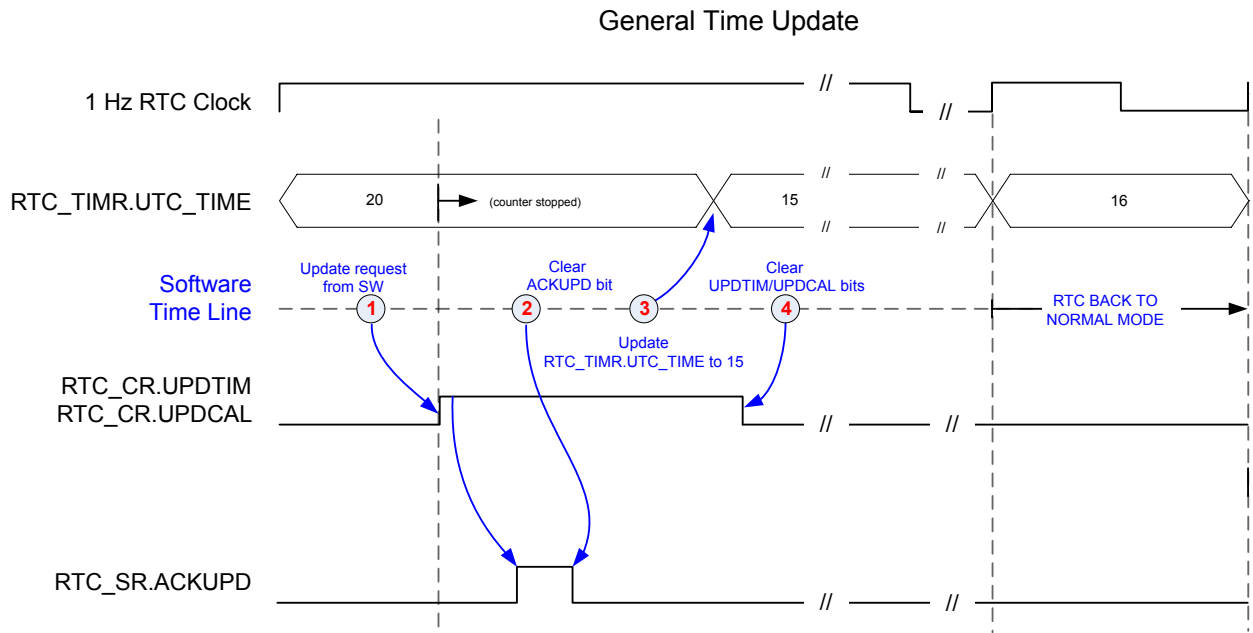 General Time Update
//
1 Hz RTC Clock
//
// //
RTC_TIMR.UTC_TIME
20
(counter stopped)
15
16
// //
Update request
from SW
Clear
ACKUPD bit
Clear
UPDTIM/UPDCAL bits
Software
Time Line
1
2
3
4
RTC BACK TO
NORMAL MODE
Update
RTC_TIMR.UTC_TIME to 15
RTC_CR.UPDTIM
RTC_CR.UPDCAL
// //
RTC_SR.ACKUPD
// //